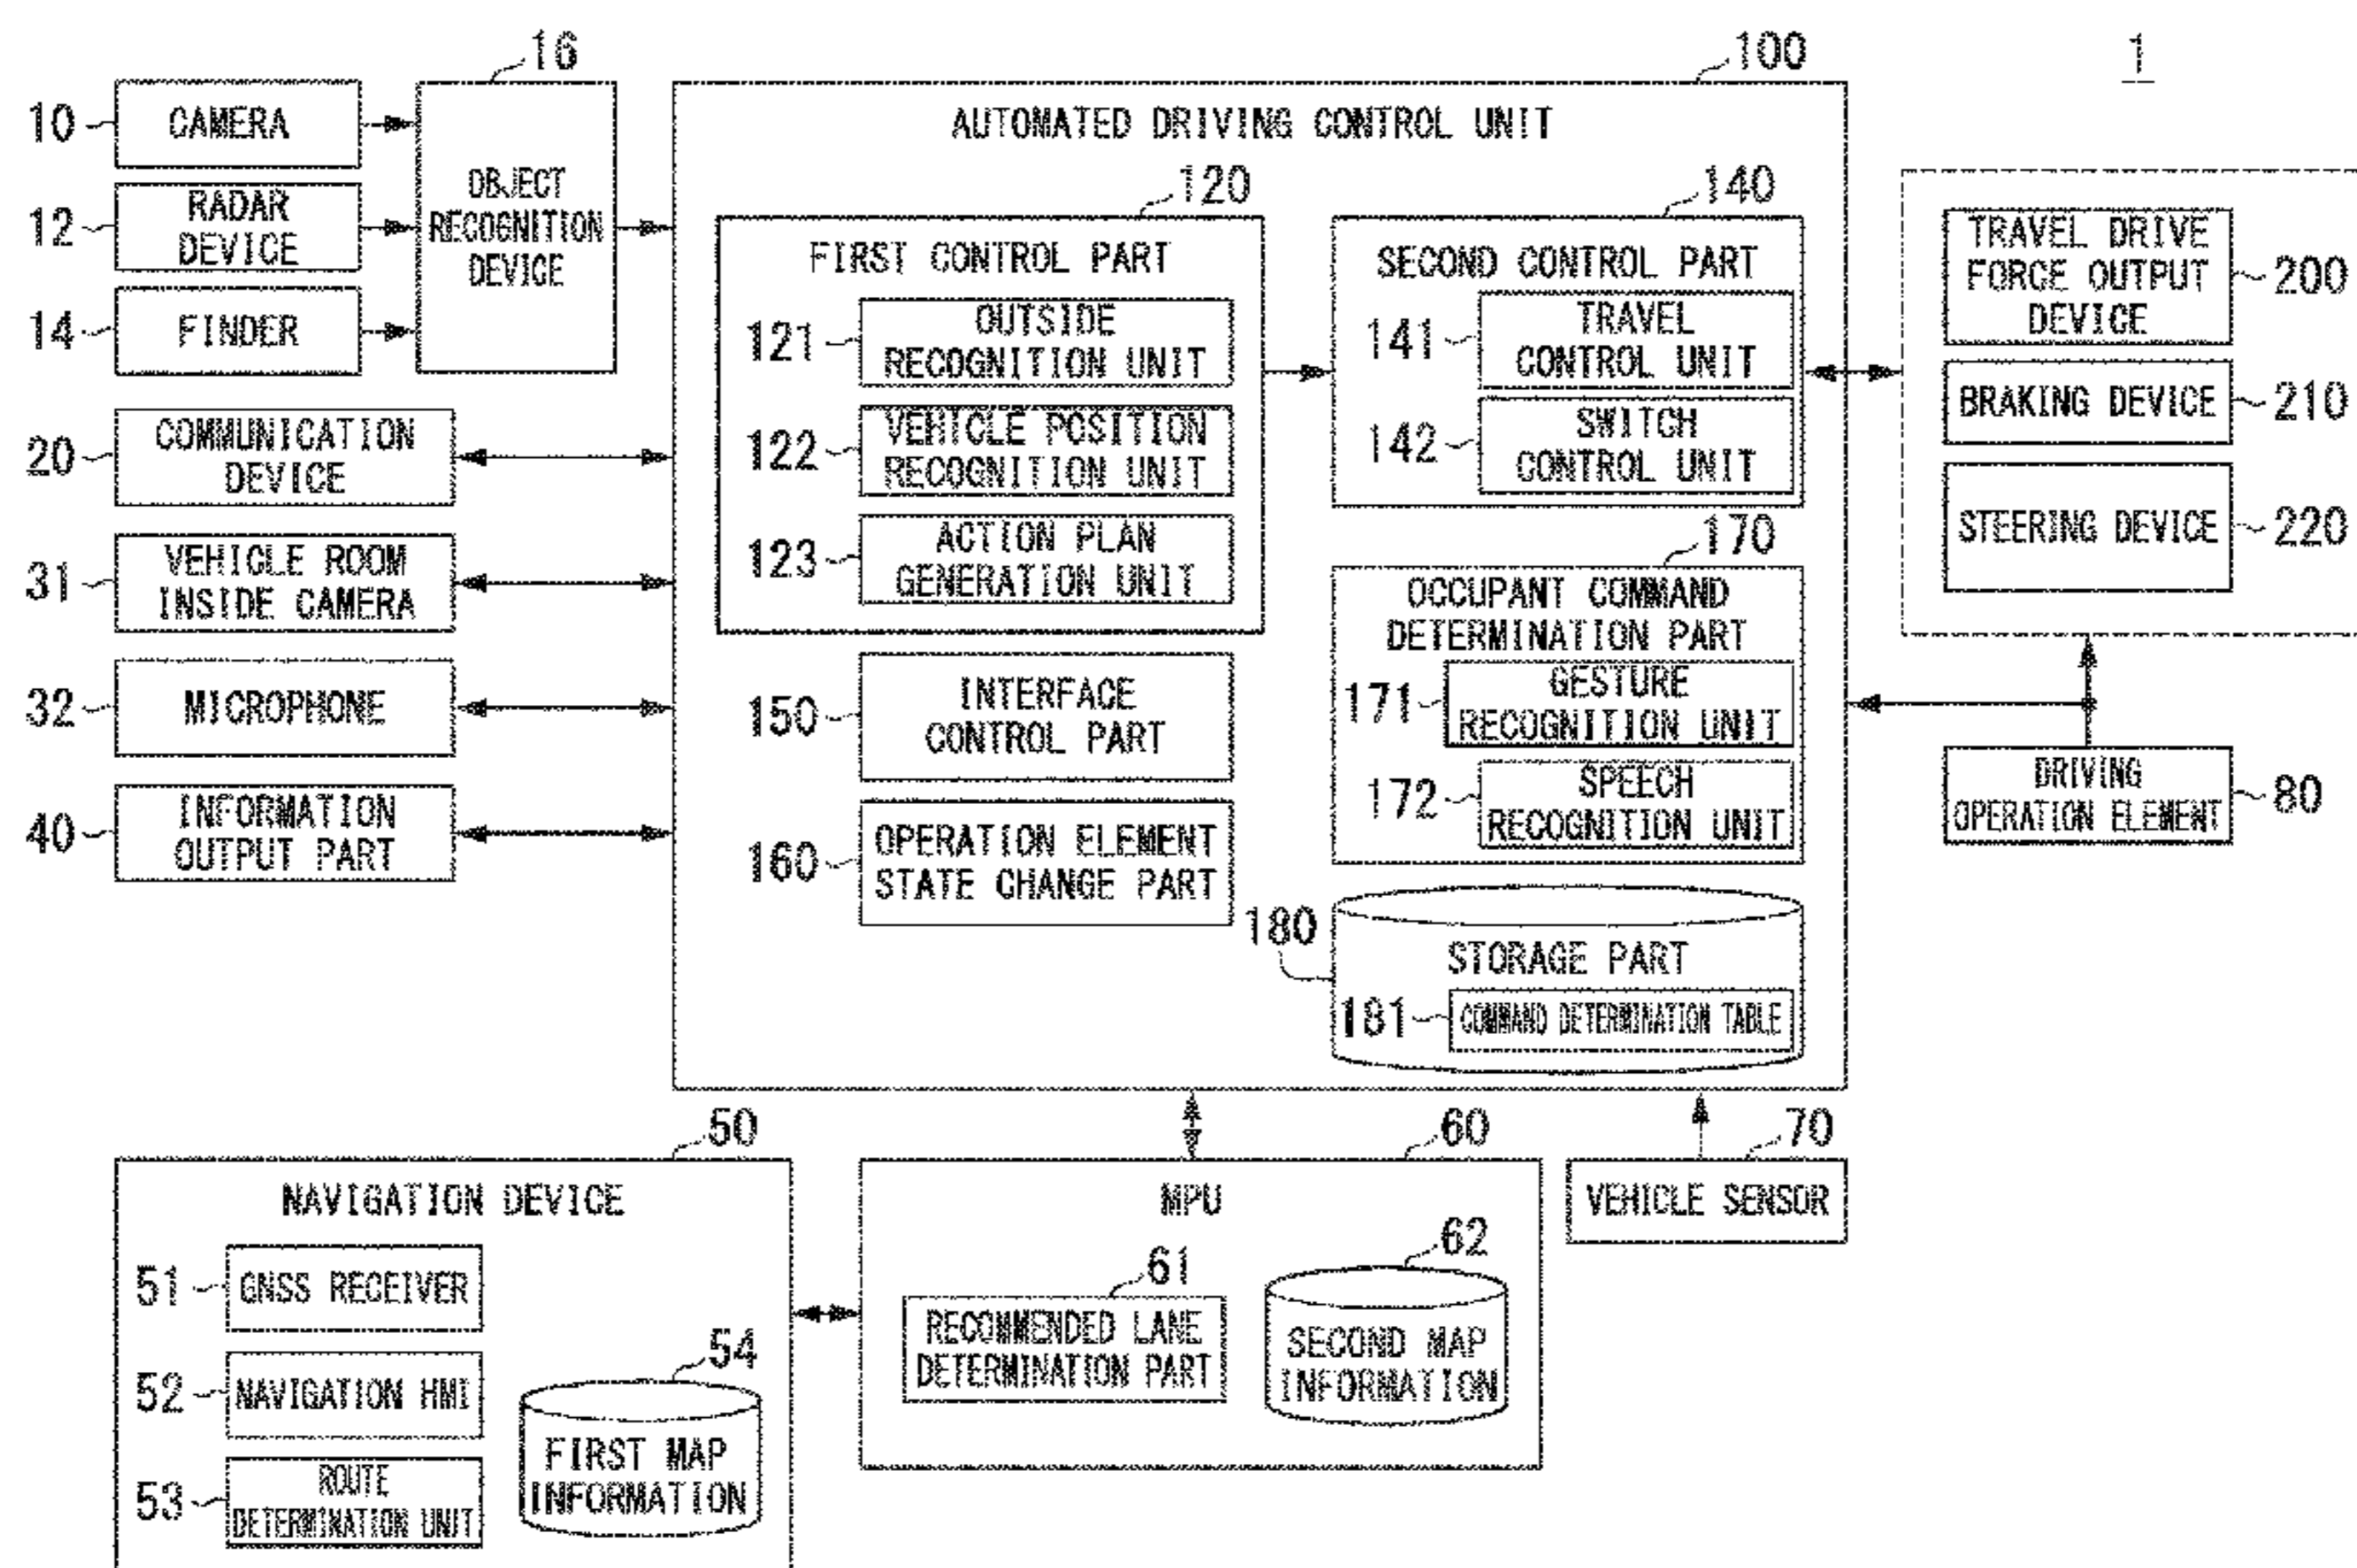 1
16
100
10
CAMERA
OBJECT
RECOGNITION
DEVICE
AUTOMATED DRIVING CONTROL UNIT
12
RADAR
DEVICE
14
FINDER
120
FIRST CONTROL PART
121
OUTSIDE
RECOGNITION UNIT
122
VEHICLE POSITION
RECOGNITION UNIT
123
ACTION PLAN
GENERATION UNIT
140
SECOND CONTROL PART
141
TRAVEL
CONTROL UNIT
142
SWITCH
CONTROL UNIT
TRAVEL DRIVE
FORCE OUTPUT
DEVICE
200
BRAKING DEVICE
210
STEERING DEVICE
220
20
COMMUNICATION
DEVICE
31
VEHICLE ROOM
INSIDE CAMERA
32
MICROPHONE
40
INFORMATION
OUTPUT PART
150
INTERFACE
CONTROL PART
160
OPERATION ELEMENT
STATE CHANGE PART
170
OCCUPANT COMMAND
DETERMINATION PART
171
GESTURE
RECOGNITION UNIT
172
SPEECH
RECOGNITION UNIT
DRIVING
OPERATION ELEMENT
80
180
STORAGE PART
181
COMMAND DETERMINATION TABLE
50
NAVIGATION DEVICE
51
GNSS RECEIVER
52
NAVIGATION HMI
53
ROUTE
DETERMINATION UNIT
54
FIRST MAP
INFORMATION
60
MPU
61
RECOMMENDED LANE
DETERMINATION PART
62
SECOND MAP
INFORMATION
70
VEHICLE SENSOR